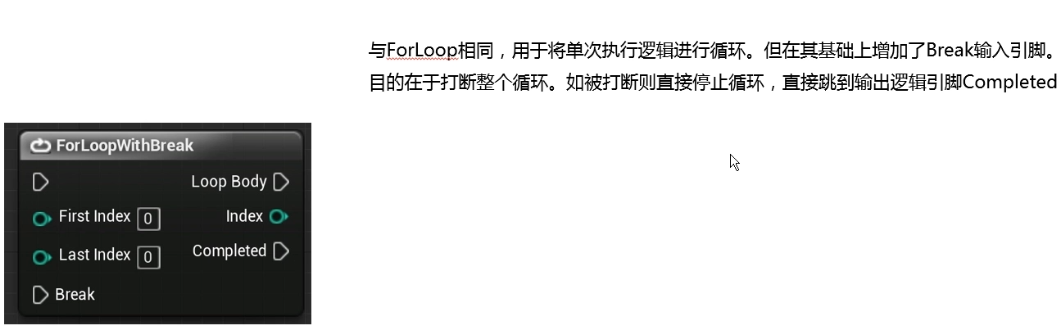 与ForLoop相同，用于将单次执行逻辑进行循环。但在其基础上增加了Break输入引脚。
目的在于打断整个循环。如被打断则直接停止循环，直接跳到输出逻辑引脚Completed
ForLoopWithBreak
Loop Body
First Index 0
Index
Last Index 0
Completed
Break